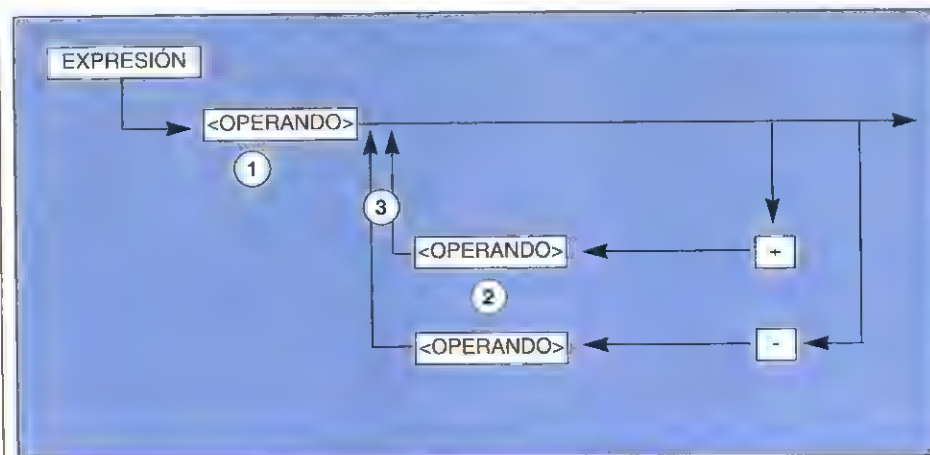 EXPRESIÓN
<OPERANDO>
1
3
<OPERANDO>
+
2
<OPERANDO>
-